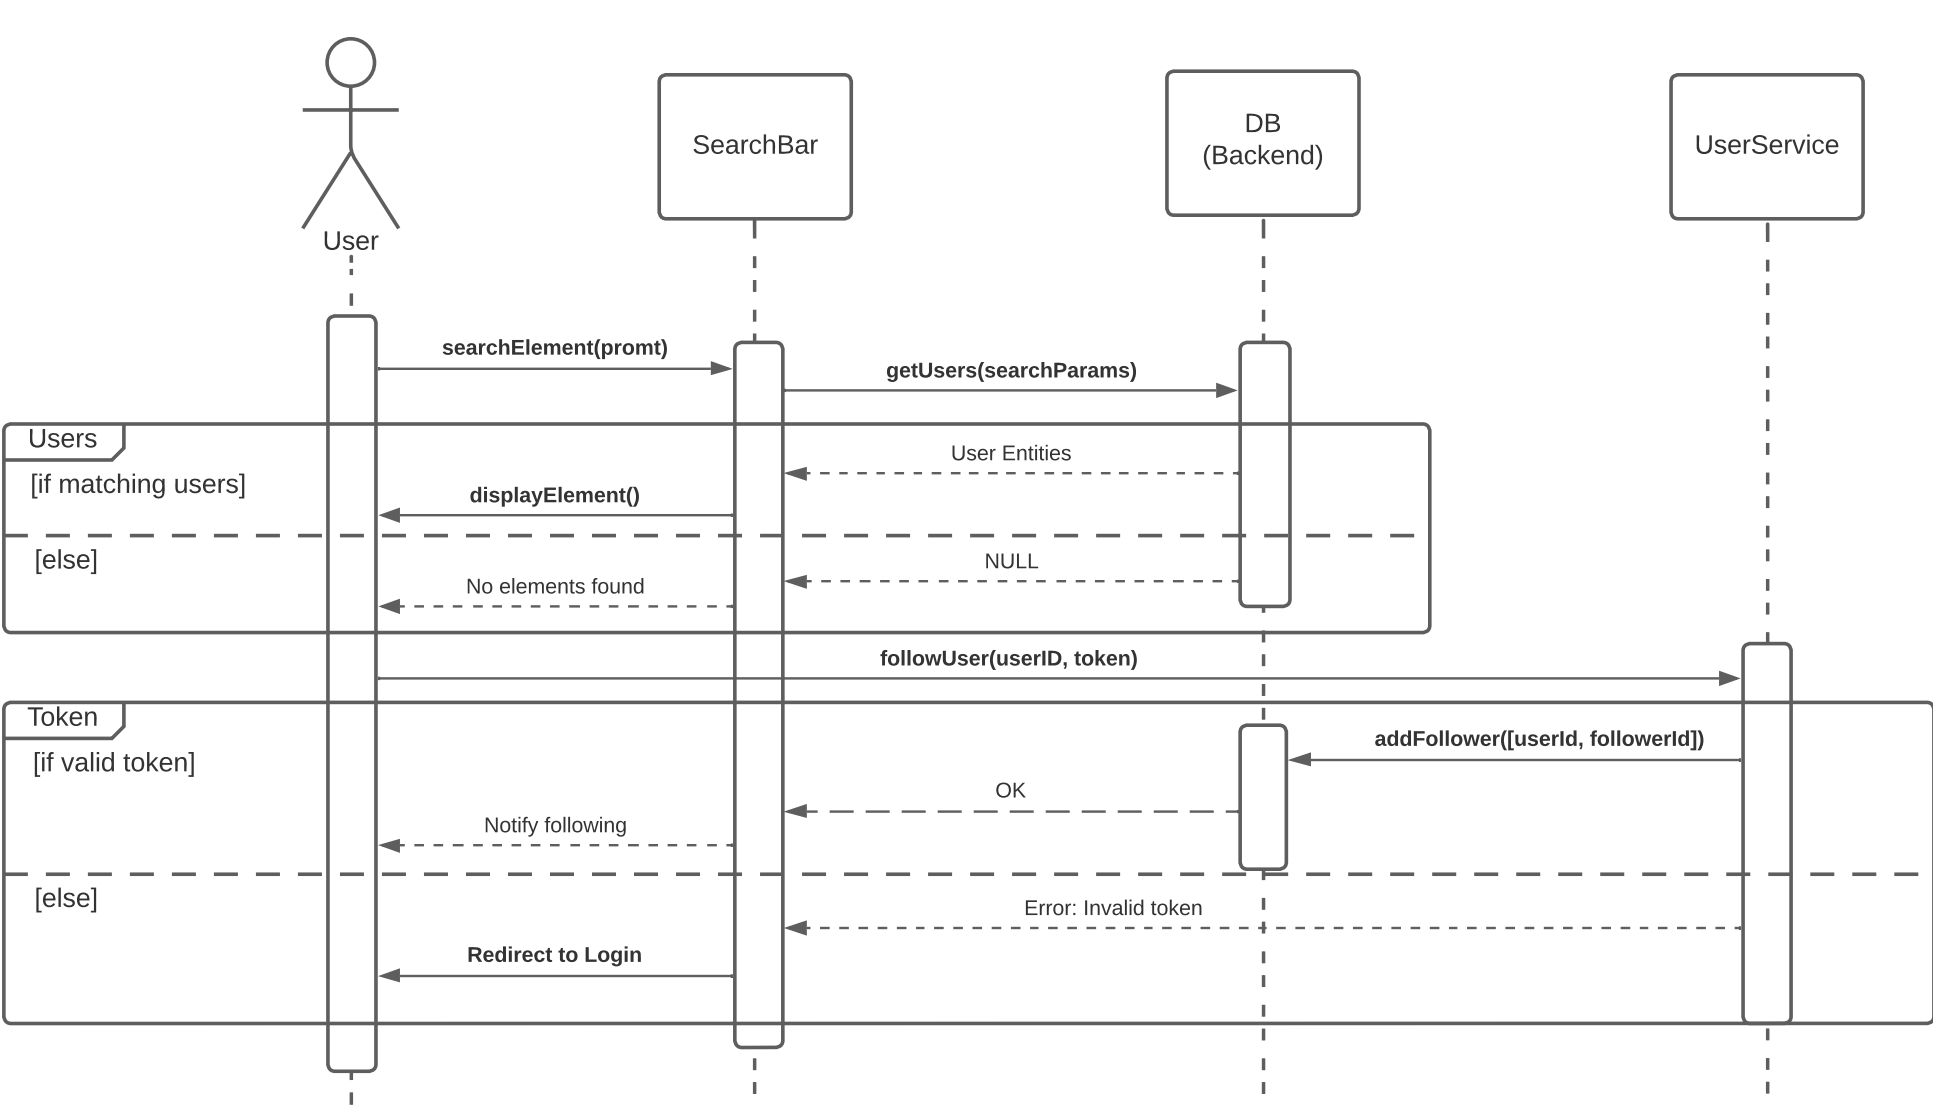 User
SearchBar
DB
(Backend)
UserService
searchElement(promt)
getUsers(searchParams)
Users
[if matching users]
User Entities
displayElement()
[else]
NULL
No elements found
followUser(userID, token)
Token
[if valid token]
addFollower([userId, followerId])
OK
Notify following
[else]
Error: Invalid token
Redirect to Login